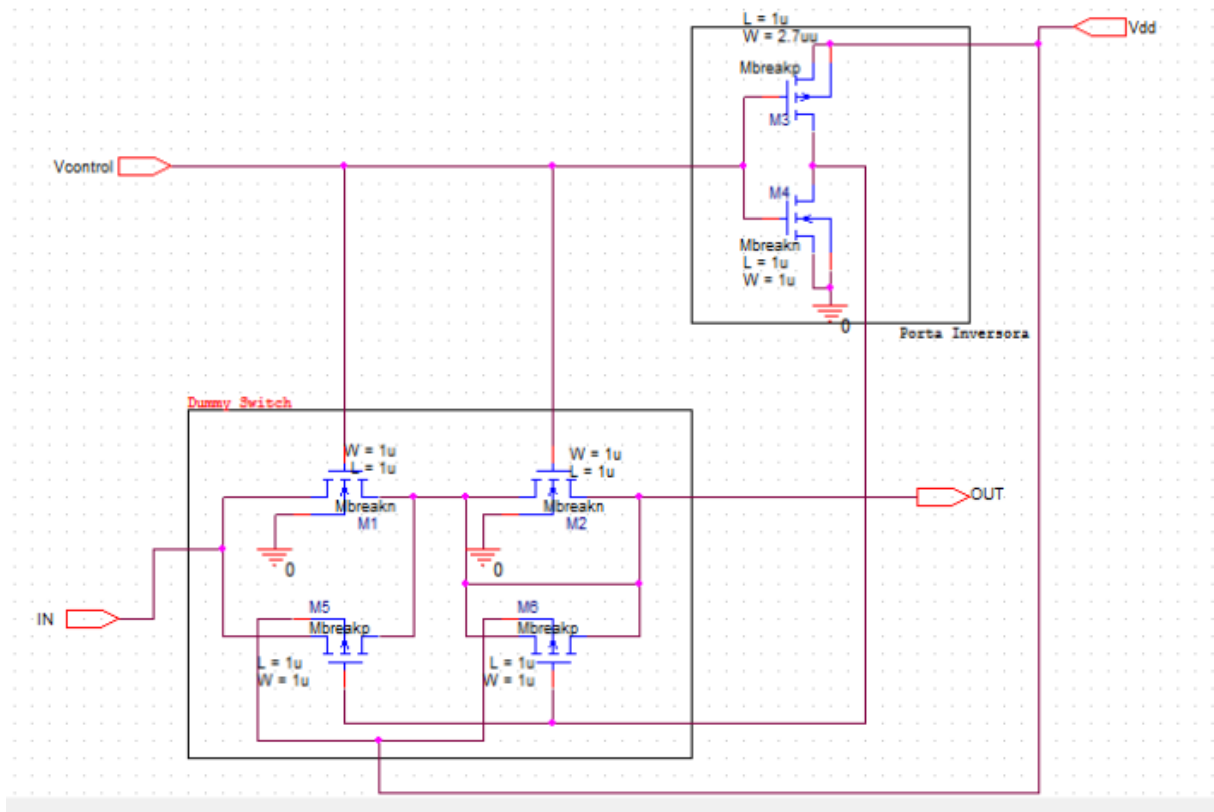 L = 1u
W = 2.7uu
Vdd
Mbreakp
M3
Vcontrol
M4
Mbreakn
L = 1u
W = 1u
0
Porta Inversora
Dummy Switch
W = 1u
L = 1u
Mbreakn
M1
0
W = 1u
L = 1u
Mbreakn
M2
0
OUT
IN
M5
Mbreakp
L = 1u
W = 1u
M6
Mbreakp
L = 1u
W = 1u